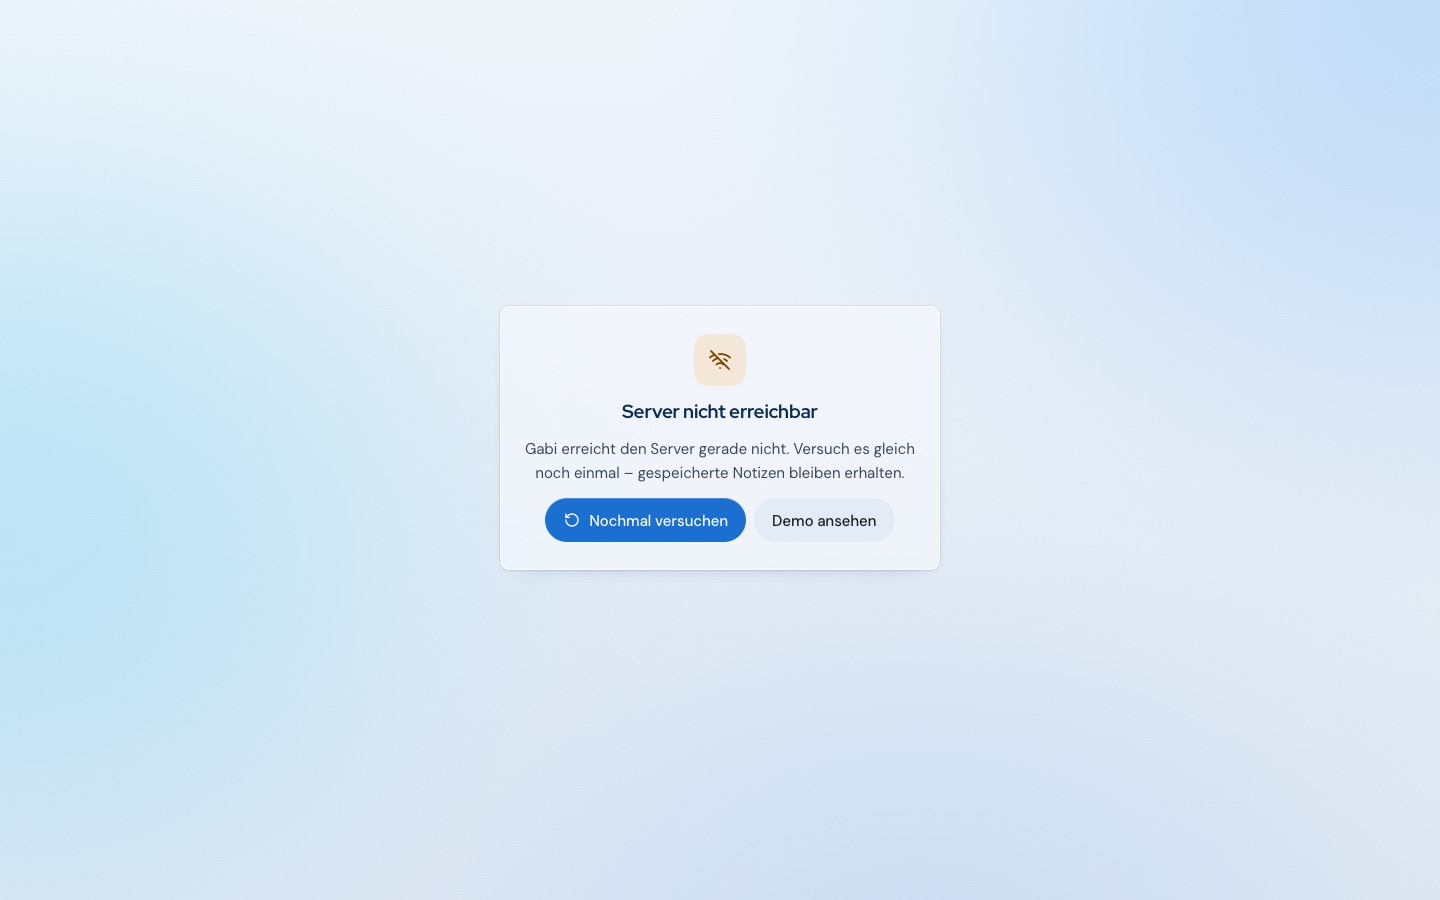 Server nicht erreichbar
Gabi erreicht den Server gerade nicht. Versuch es gleich
noch einmal – gespeicherte Notizen bleiben erhalten.
Nochmal versuchen
Demo ansehen